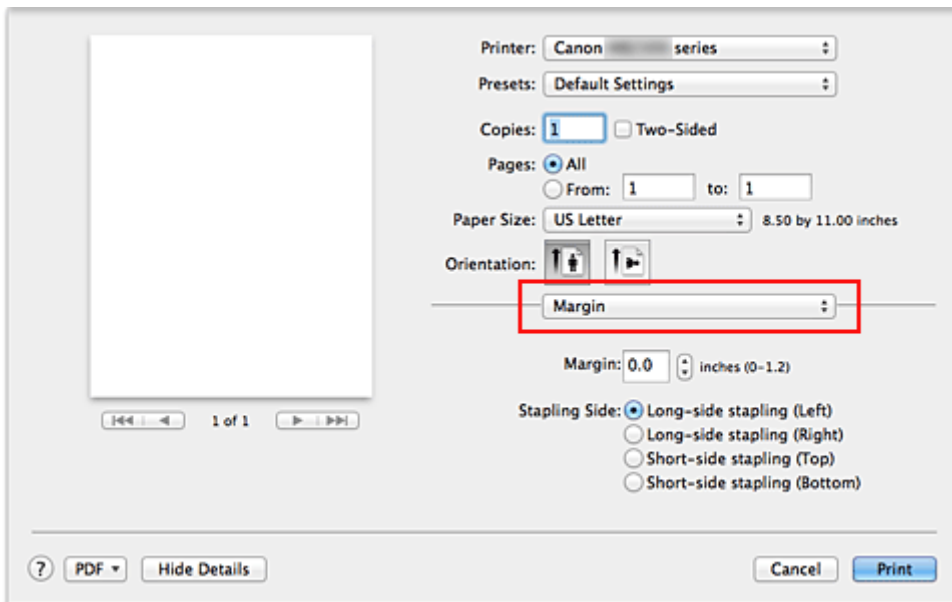 Printer: Canon series
Presets: Default Settings
Copies: 1 Two-Sided
Pages: All
From: 1 to: 1
Paper Size: US Letter 8.50 by 11.00 inches
Orientation:
Margin
Margin: 0.0 inches (0-1.2)
1 of 1
Stapling Side: Long-side stapling (Left)
Long-side stapling (Right)
Short-side stapling (Top)
Short-side stapling (Bottom)
? PDF Hide Details Cancel Print